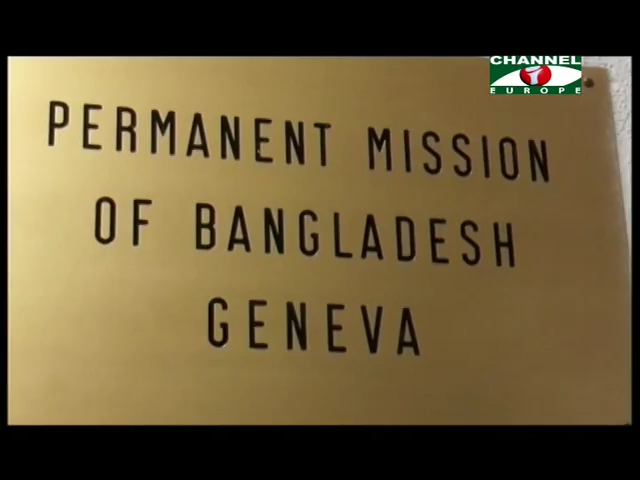 CHANNEL
i
EUROPE
PERMANENT MISSION
OF BANGLADESH
GENEVA